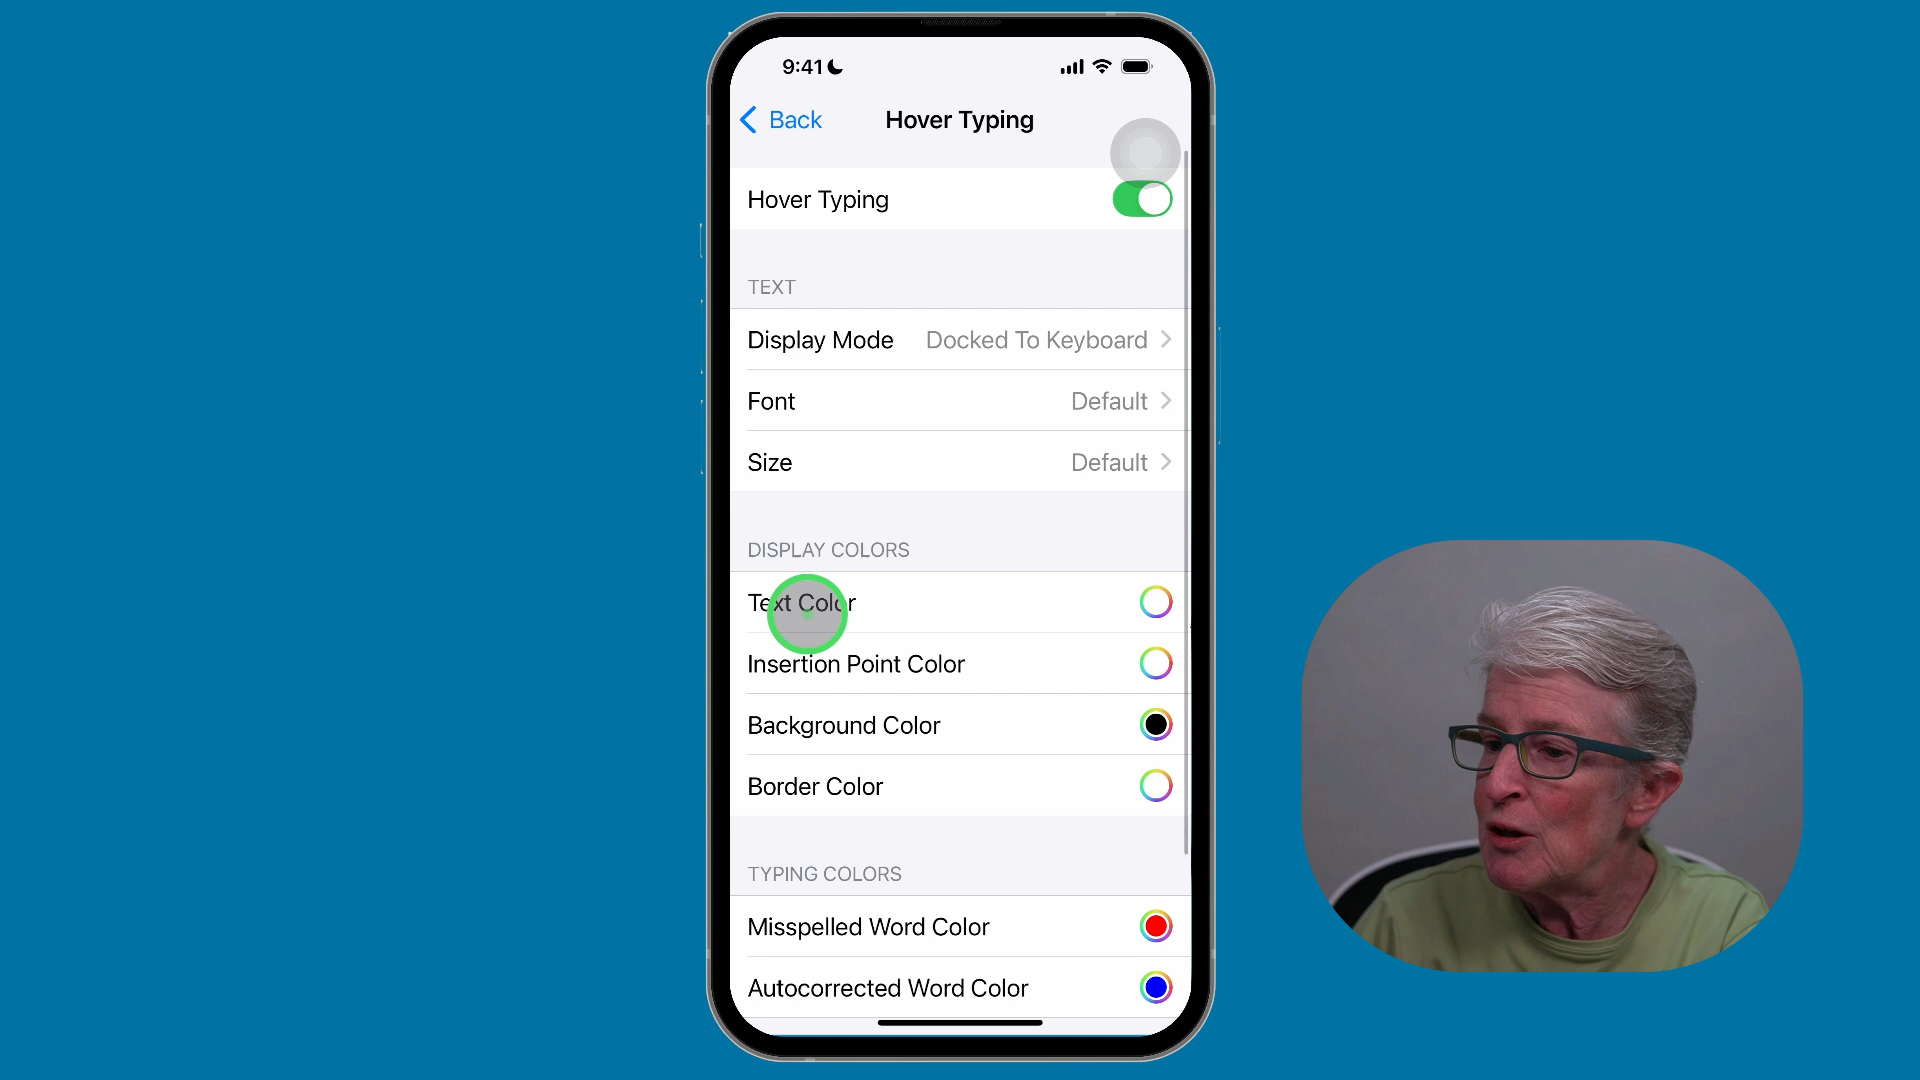 9:41
Back
Hover Typing
Hover Typing
TEXT
Display Mode Docked To Keyboard
Font Default
Size Default
DISPLAY COLORS
Text Color
Insertion Point Color
Background Color
Border Color
TYPING COLORS
Misspelled Word Color
Autocorrected Word Color